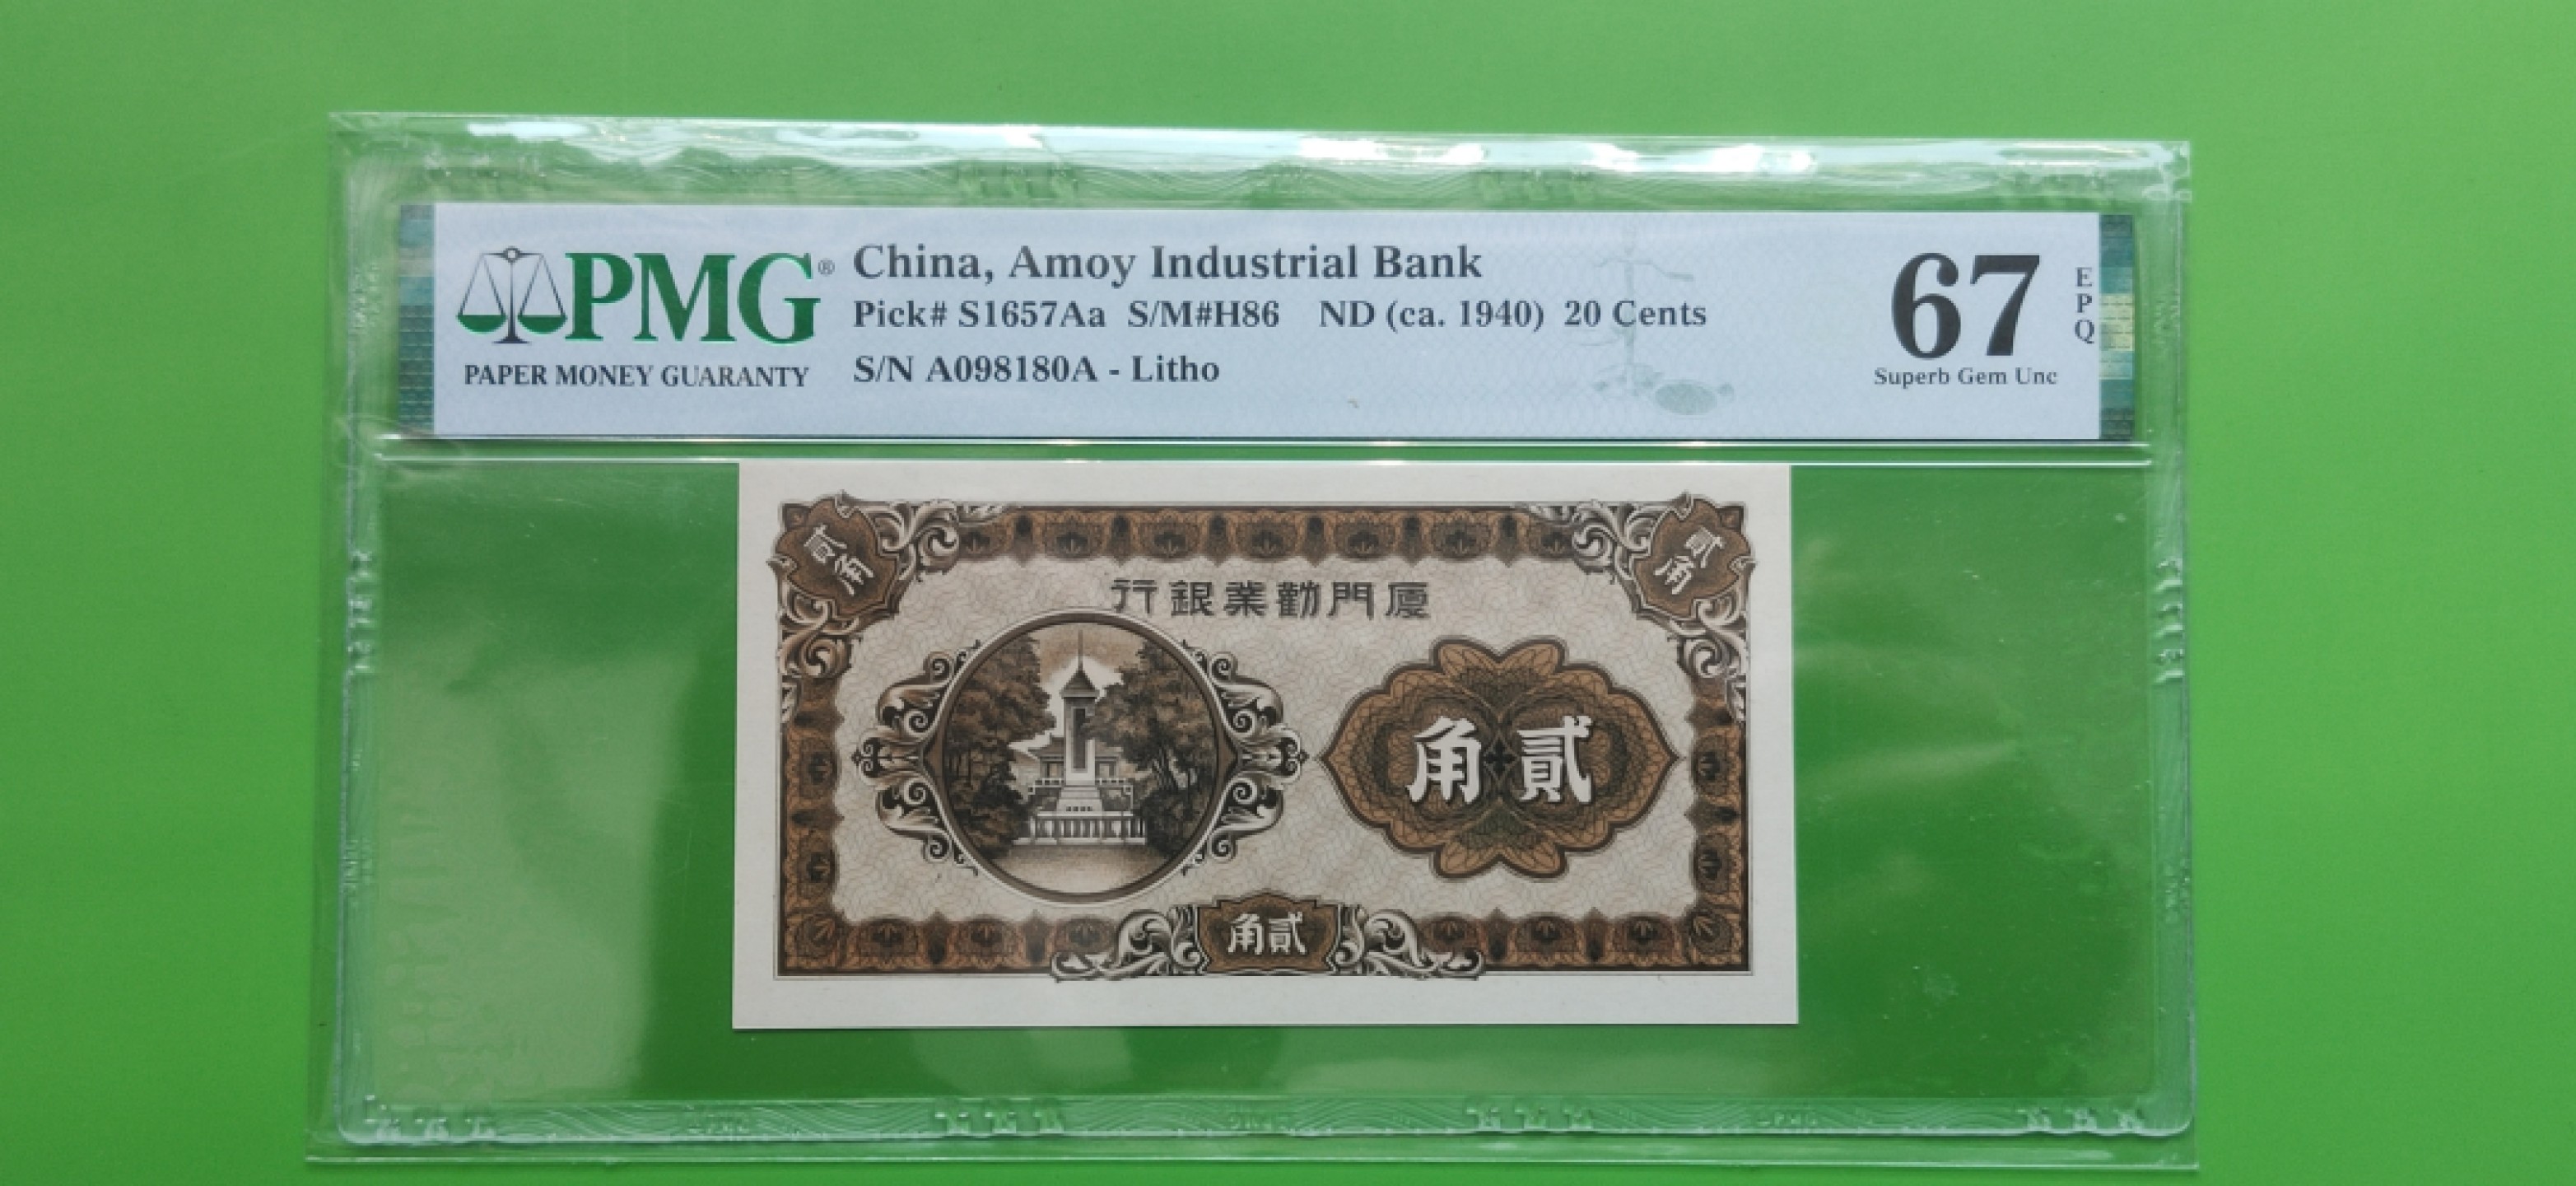 PMG®
PAPER MONEY GUARANTY
China, Amoy Industrial Bank
Pick# S1657Aa S/M#H86 ND (ca. 1940) 20 Cents
S/N A098180A - Litho
67
EPQ
Superb Gem Unc
貳角
貳角
行銀業勸門廈
角貳
角貳